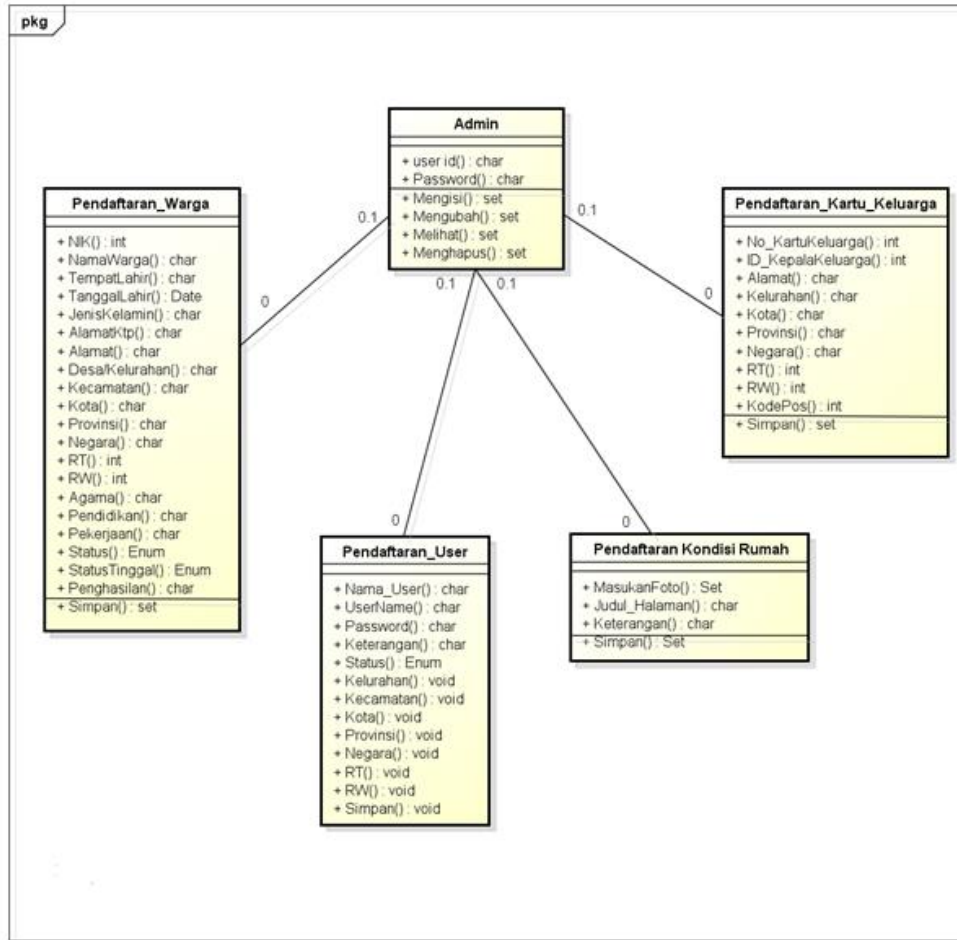 pkg
Admin
+ user id() : char
+ Password() : char
+ Mengisi() : set
+ Mengubah() : set
+ Melihat() : set
+ Menghapus() : set
0.1
0.1
0.1
0.1
0
0
0
0
Pendaftaran_Warga
+ NIK() : int
+ NamaWarga() : char
+ TempatLahir() : char
+ TanggalLahir() : Date
+ JenisKelamin() : char
+ AlamatKtp() : char
+ Alamat() : char
+ Desa/Kelurahan() : char
+ Kecamatan() : char
+ Kota() : char
+ Provinsi() : char
+ Negara() : char
+ RT() : int
+ RW() : int
+ Agama() : char
+ Pendidikan() : char
+ Pekerjaan() : char
+ Status() : Enum
+ StatusTinggal() : Enum
+ Penghasilan() : char
+ Simpan() : set
Pendaftaran_Kartu_Keluarga
+ No_KartuKeluarga() : int
+ ID_KepalaKeluarga() : int
+ Alamat() : char
+ Kelurahan() : char
+ Kota() : char
+ Provinsi() : char
+ Negara() : char
+ RT() : int
+ RW() : int
+ KodePos() : int
+ Simpan() : set
Pendaftaran_User
+ Nama_User() : char
+ UserName() : char
+ Password() : char
+ Keterangan() : char
+ Status() : Enum
+ Kelurahan() : void
+ Kecamatan() : void
+ Kota() : void
+ Provinsi() : void
+ Negara() : void
+ RT() : void
+ RW() : void
+ Simpan() : void
Pendaftaran Kondisi Rumah
+ MasukanFoto() : Set
+ Judul_Halaman() : char
+ Keterangan() : char
+ Simpan() : Set